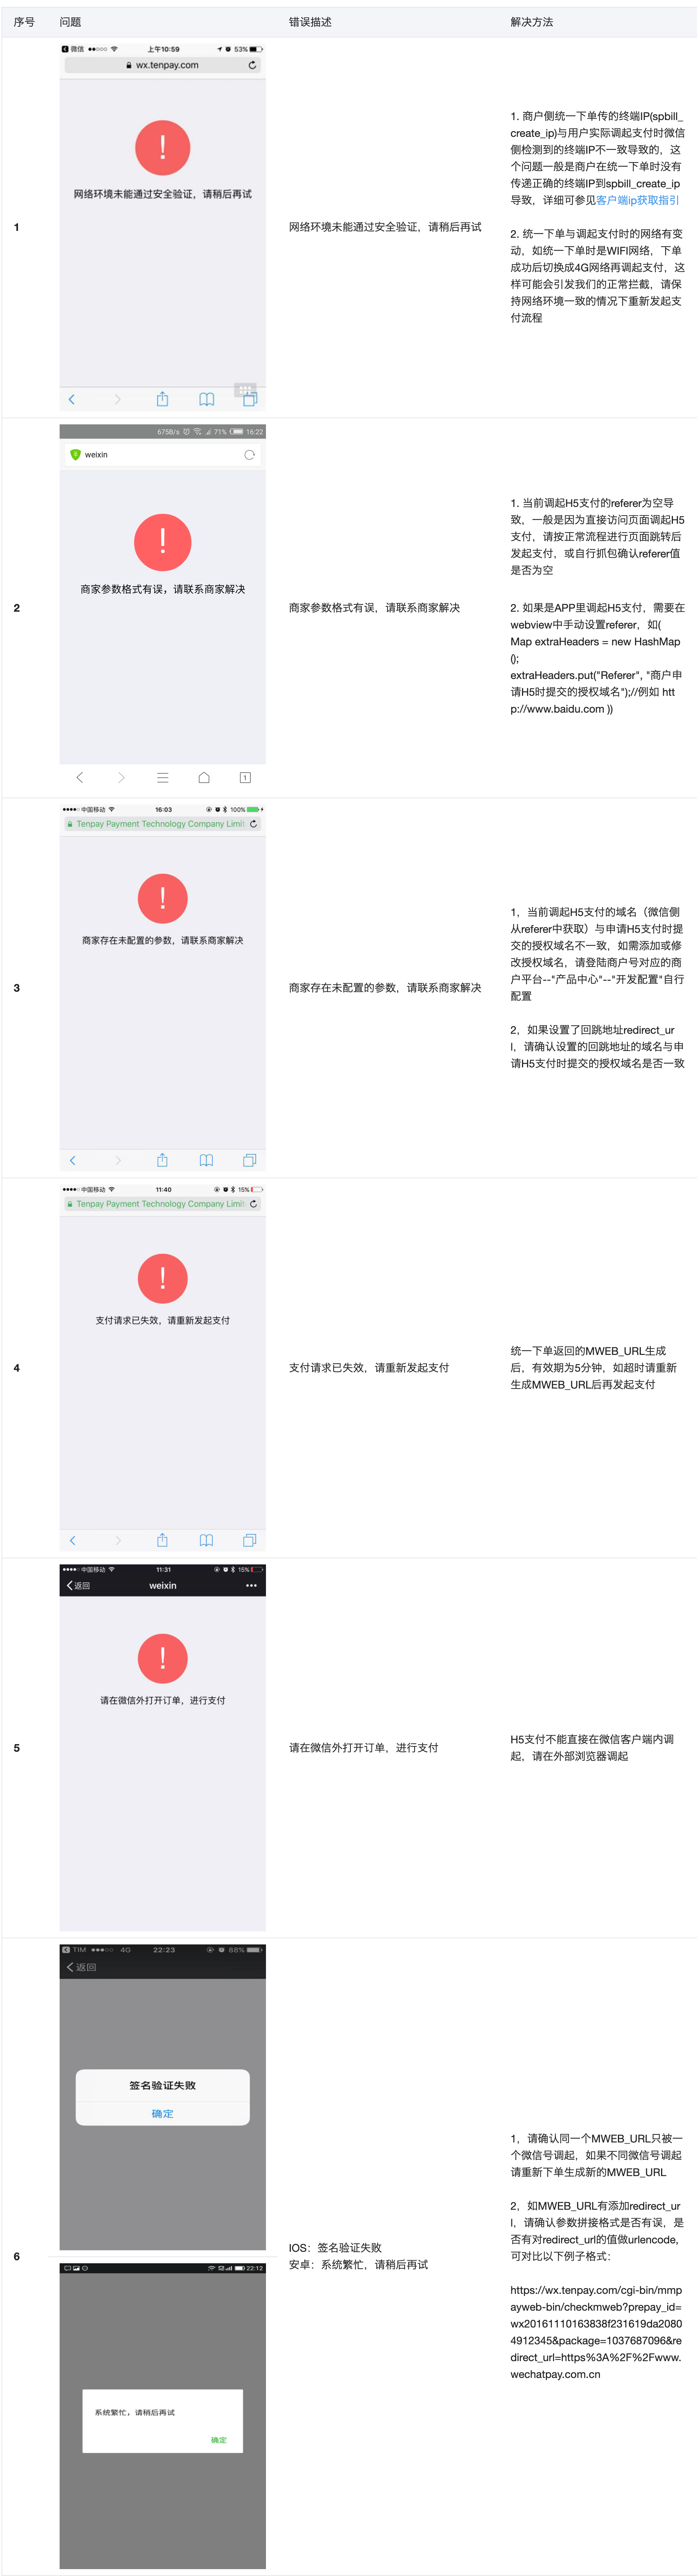 序号 问题 错误描述 解决方法
1
微信 上午10:59 53%
wx.tenpay.com
网络环境未能通过安全验证，请稍后再试
网络环境未能通过安全验证，请稍后再试
1. 商户侧统一下单传的终端IP(spbill_
create_ip)与用户实际调起支付时微信
侧检测到的终端IP不一致导致的，这
个问题一般是商户在统一下单时没有
传递正确的终端IP到spbill_create_ip
导致，详细可参见客户端ip获取指引
2. 统一下单与调起支付时的网络有变
动，如统一下单时是WIFI网络，下单
成功后切换成4G网络再调起支付，这
样可能会引发我们的正常拦截，请保
持网络环境一致的情况下重新发起支
付流程
2
675B/s 71% 16:22
weixin
商家参数格式有误，请联系商家解决
1
商家参数格式有误，请联系商家解决
1. 当前调起H5支付的referer为空导
致，一般是因为直接访问页面调起H5
支付，请按正常流程进行页面跳转后
发起支付，或自行抓包确认referer值
是否为空
2. 如果是APP里调起H5支付，需要在
webview中手动设置referer，如(
Map extraHeaders = new HashMap
();
extraHeaders.put("Referer", "商户申
请H5时提交的授权域名");//例如 htt
p://www.baidu.com ))
3
中国移动 16:03 100%
Tenpay Payment Technology Company Limit
商家存在未配置的参数，请联系商家解决
商家存在未配置的参数，请联系商家解决
1，当前调起H5支付的域名（微信侧
从referer中获取）与申请H5支付时提
交的授权域名不一致，如需添加或修
改授权域名，请登陆商户号对应的商
户平台--"产品中心"--"开发配置"自行
配置
2，如果设置了回跳地址redirect_ur
l，请确认设置的回跳地址的域名与申
请H5支付时提交的授权域名是否一致
4
中国移动 11:40 15%
Tenpay Payment Technology Company Limit
支付请求已失效，请重新发起支付
支付请求已失效，请重新发起支付
统一下单返回的MWEB_URL生成
后，有效期为5分钟，如超时请重新
生成MWEB_URL后再发起支付
5
中国移动 11:31 15%
返回 weixin
请在微信外打开订单，进行支付
请在微信外打开订单，进行支付
H5支付不能直接在微信客户端内调
起，请在外部浏览器调起
6
TIM 4G 22:23 88%
返回
签名验证失败
确定
22:12
系统繁忙，请稍后再试
确定
IOS：签名验证失败
安卓：系统繁忙，请稍后再试
1，请确认同一个MWEB_URL只被一
个微信号调起，如果不同微信号调起
请重新下单生成新的MWEB_URL
2，如MWEB_URL有添加redirect_ur
l，请确认参数拼接格式是否有误，是
否有对redirect_url的值做urlencode,
可对比以下例子格式：
https://wx.tenpay.com/cgi-bin/mmp
ayweb-bin/checkmweb?prepay_id=
wx20161110163838f231619da2080
4912345&package=1037687096&re
direct_url=https%3A%2F%2Fwww.
wechatpay.com.cn